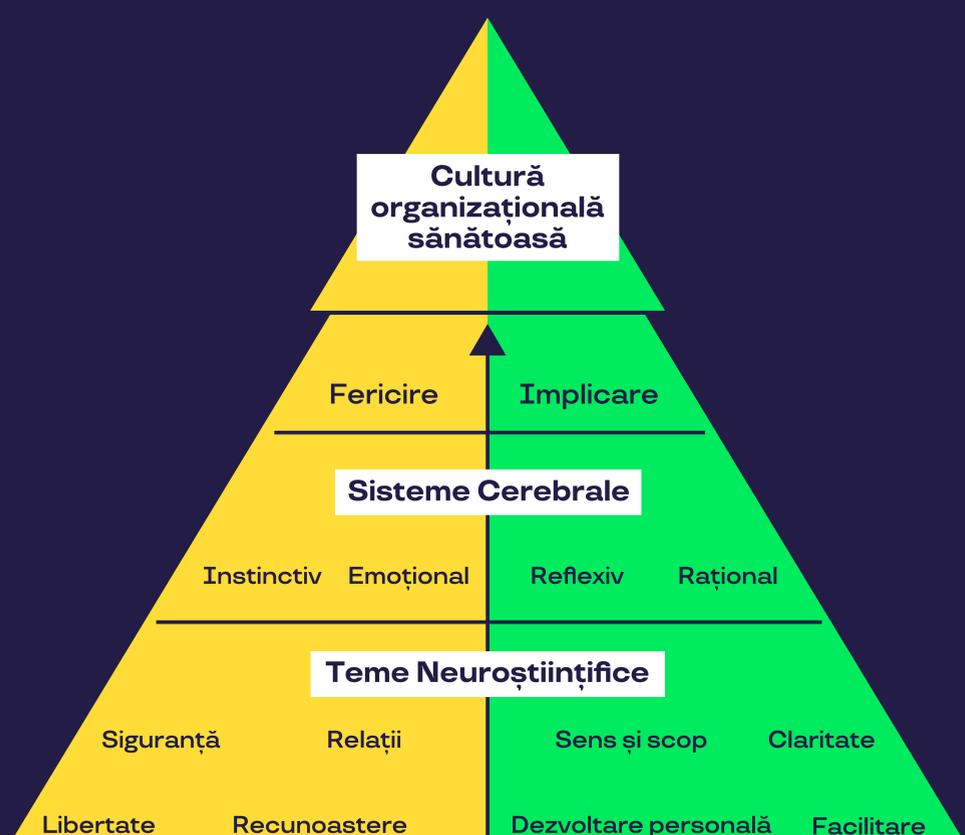 Cultură
organizațională
sănătoasă
Fericire Implicare
Sisteme Cerebrale
Instinctiv Emoțional Reflexiv Rațional
Teme Neuroștiințifice
Siguranță Relații Sens și scop Claritate
Libertate Recunoastere Dezvoltare personală Facilitare